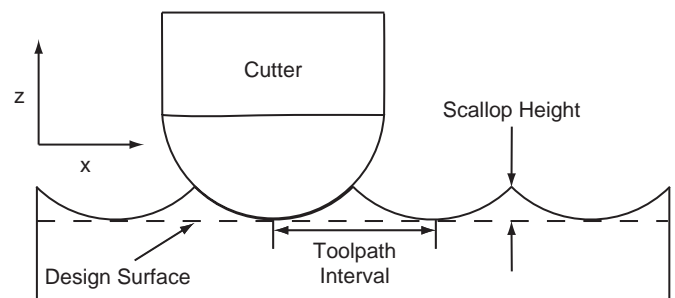 Cutter
z
Scallop Height
x
Toolpath
Interval
Design Surface